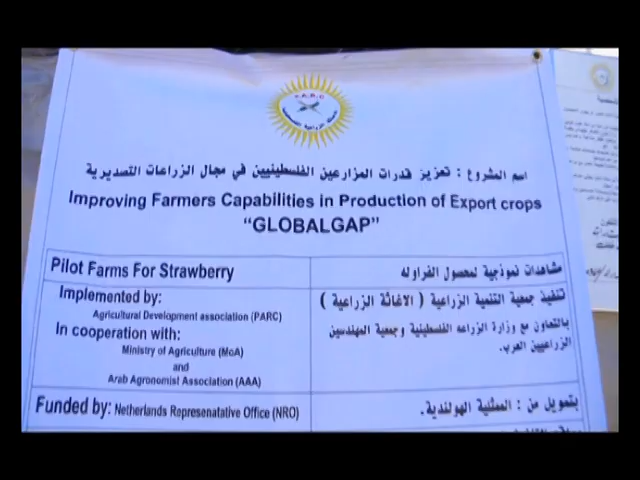 P.A.R.C
اسم المشروع : تعزيز قدرات المزارعين الفلسطينيين في مجال الزراعات التصديرية
Improving Farmers Capabilities in Production of Export crops
“GLOBALGAP”
Pilot Farms For Strawberry
مشاهدات نموذجية لمحصول الفراوله
Implemented by:
Agricultural Development association (PARC)
In cooperation with:
Ministry of Agriculture (MoA)
and
Arab Agronomist Association (AAA)
تنفيذ جمعية التنمية الزراعية ( الاغاثة الزراعية )
بالتعاون مع وزارة الزراعه الفلسطينية وجمعية المهندسين
الزراعيين العرب.
Funded by: Netherlands Represenatative Office (NRO)
بتمويل من : الممثلية الهولندية.